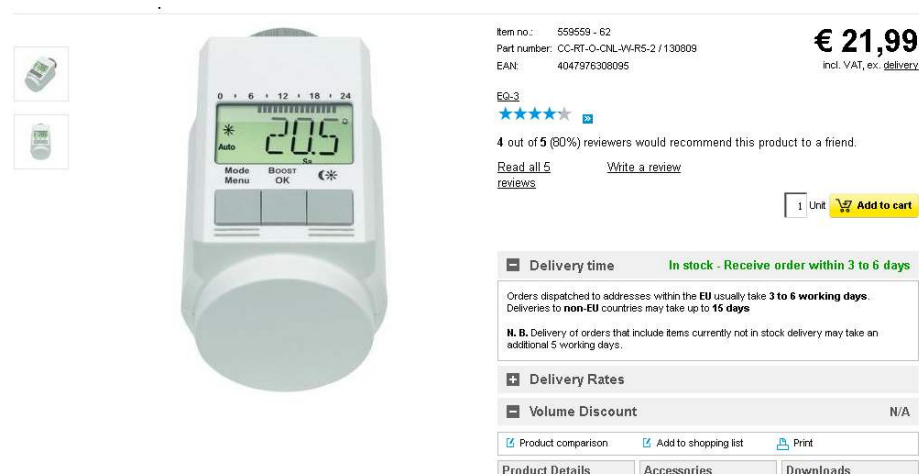 Item no.: 559559 - 62
Part number: CC-RT-O-CNL-W-R5-2 / 130809
EAN: 4047976308095
€ 21,99
incl. VAT, ex. delivery
EQ-3
4 out of 5 (80%) reviewers would recommend this product to a friend.
Read all 5 reviews
Write a review
1 Unit Add to cart
0 6 12 18 24
Auto
20.5°
Sa
Mode Menu
Boost OK
Delivery time In stock - Receive order within 3 to 6 days
Orders dispatched to addresses within the EU usually take 3 to 6 working days.
Deliveries to non-EU countries may take up to 15 days
N. B. Delivery of orders that include items currently not in stock delivery may take an
additional 5 working days.
Delivery Rates
Volume Discount N/A
Product comparison Add to shopping list Print
Product Details Accessories Downloads